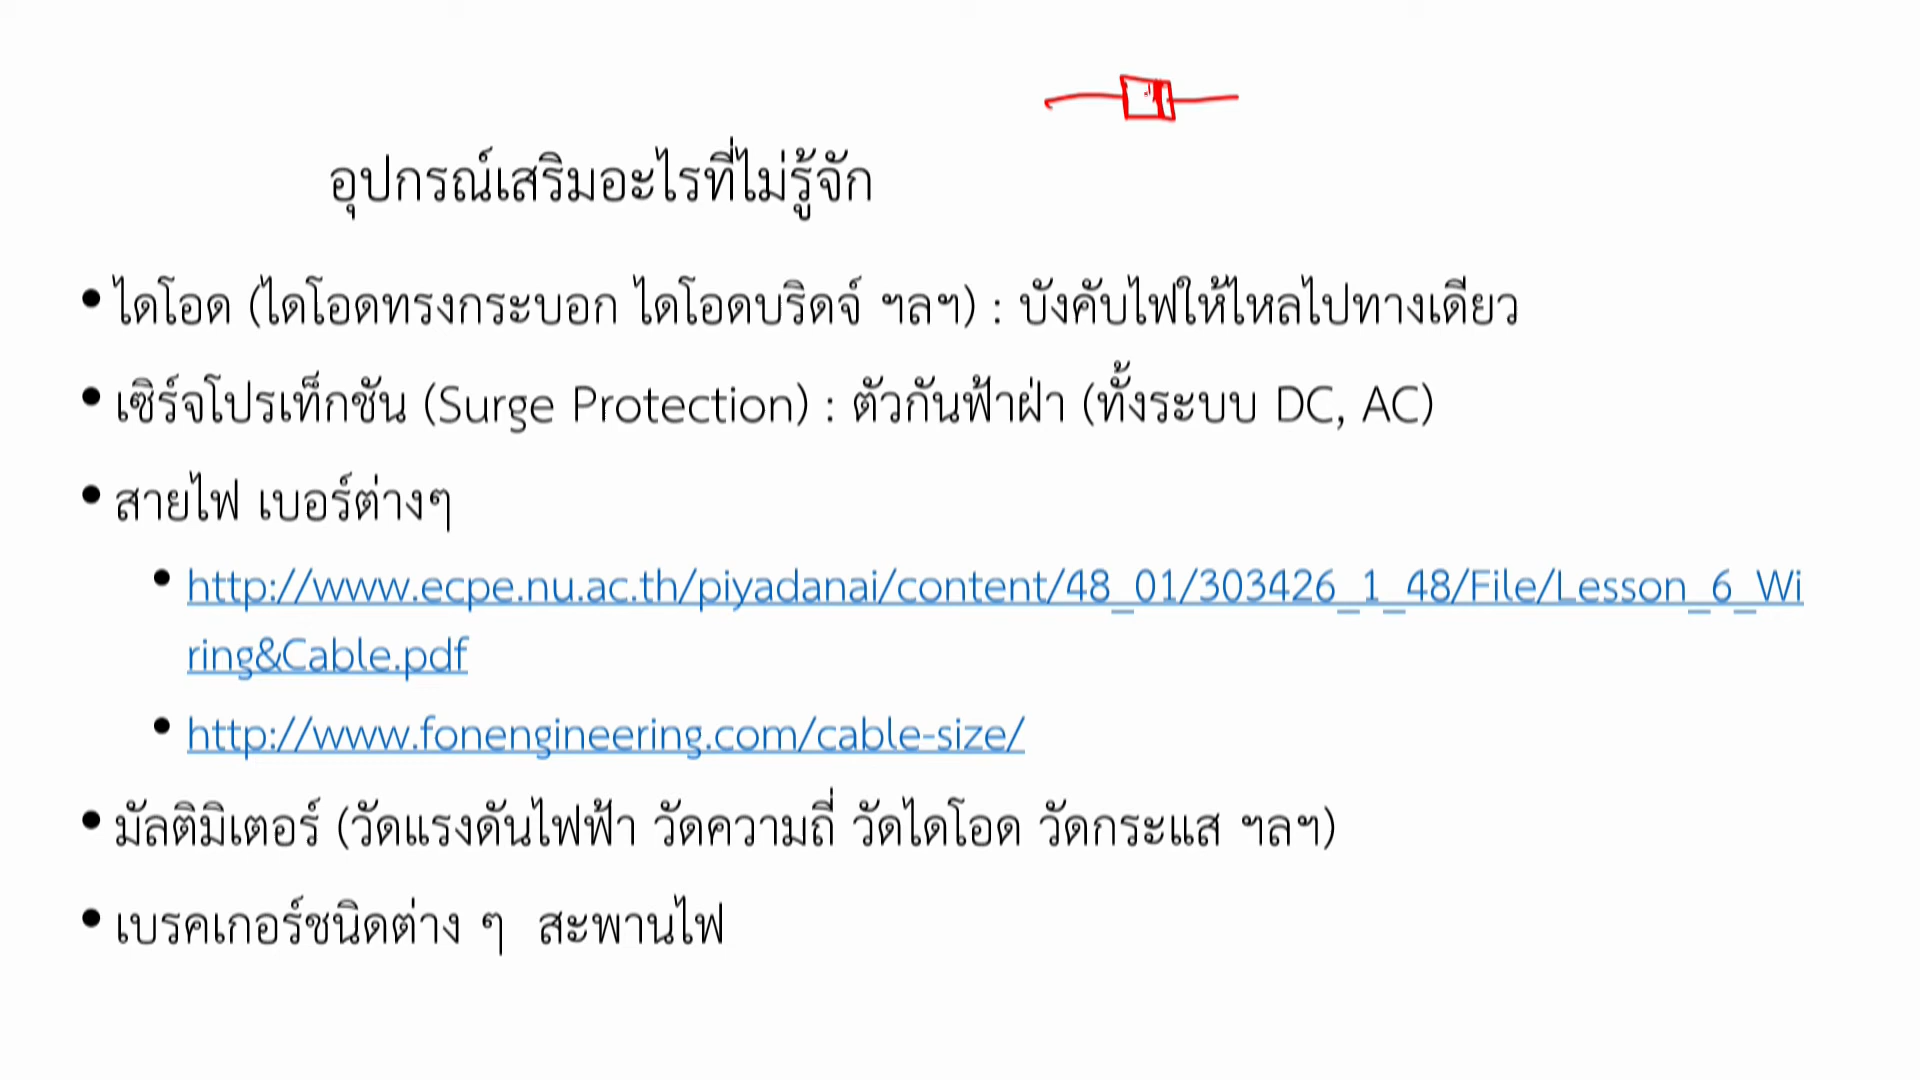 อุปกรณ์เสริมอะไรที่ไม่รู้จัก
• ไดโอด (ไดโอดทรงกระบอก ไดโอดบริดจ์ ฯลฯ) : บังคับไฟให้ไหลไปทางเดียว
• เซิร์จโปรเท็กชัน (Surge Protection) : ตัวกันฟ้าฝ่า (ทั้งระบบ DC, AC)
• สายไฟ เบอร์ต่างๆ
• http://www.ecpe.nu.ac.th/piyadanai/content/48_01/303426_1_48/File/Lesson_6_Wi
ring&Cable.pdf
• http://www.fonengineering.com/cable-size/
• มัลติมิเตอร์ (วัดแรงดันไฟฟ้า วัดความถี่ วัดไดโอด วัดกระแส ฯลฯ)
• เบรคเกอร์ชนิดต่าง ๆ  สะพานไฟ